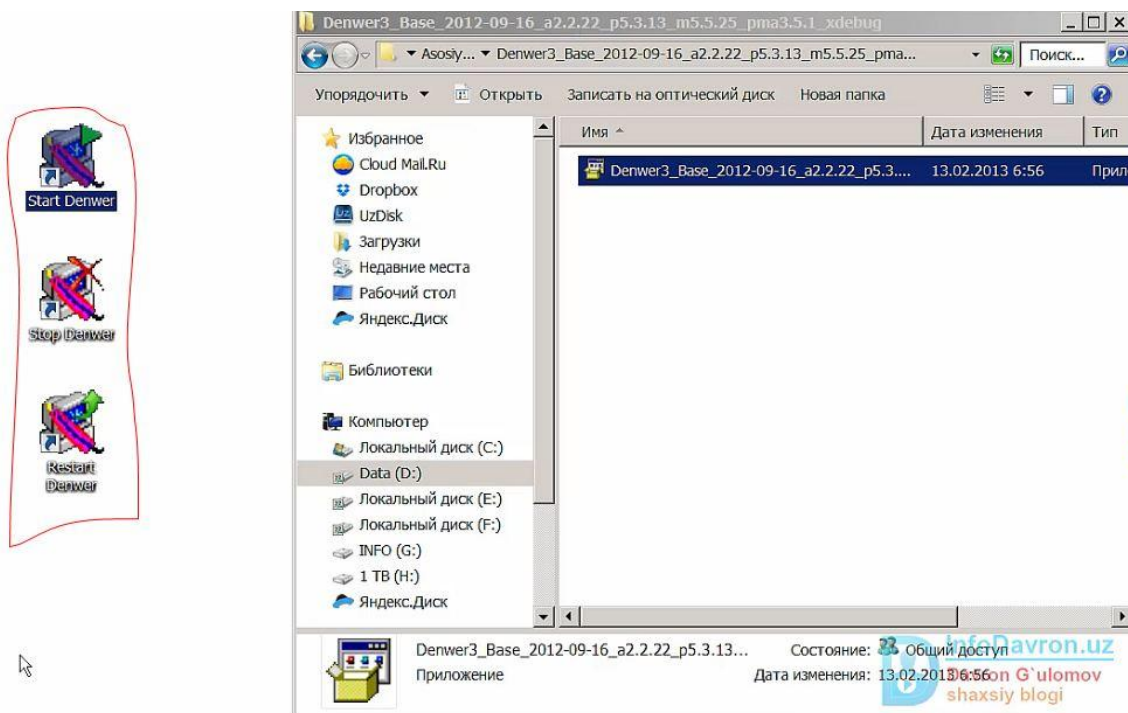 Start Denwer
Stop Denwer
Restart
Denwer
Denwer3_Base_2012-09-16_a2.2.22_p5.3.13_m5.5.25_pma3.5.1_xdebug
Asosiy... Denwer3_Base_2012-09-16_a2.2.22_p5.3.13_m5.5.25_pma...
Поиск...
Упорядочить Открыть Записать на оптический диск Новая папка
Имя Дата изменения Тип
Denwer3_Base_2012-09-16_a2.2.22_p5.3.... 13.02.2013 6:56 Прил
Избранное
Cloud Mail.Ru
Dropbox
UzDisk
Загрузки
Недавние места
Рабочий стол
Яндекс.Диск
Библиотеки
Компьютер
Локальный диск (C:)
Data (D:)
Локальный диск (E:)
Локальный диск (F:)
INFO (G:)
1 TB (H:)
Яндекс.Диск
Denwer3_Base_2012-09-16_a2.2.22_p5.3.13... Состояние: Общий доступ
Приложение Дата изменения: 13.02.2013 6:56
InfoDavron.uz
Davron G`ulomov
shaxsiy blogi